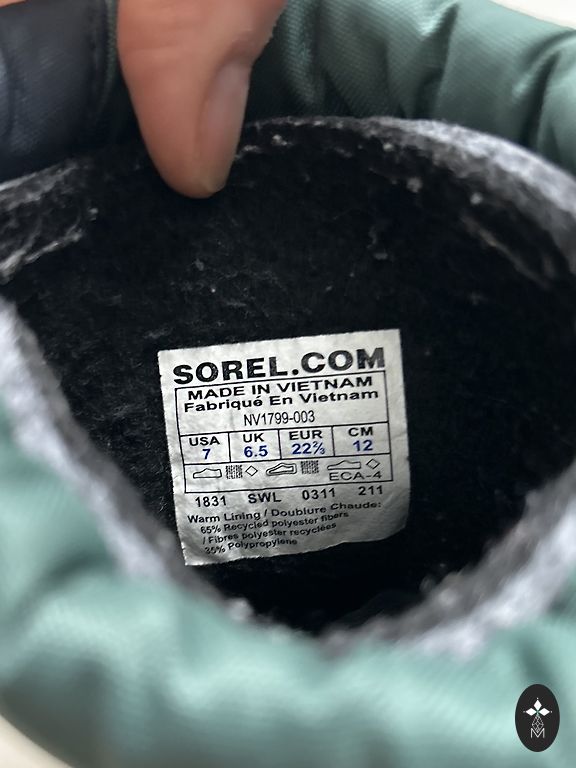 SOREL.COM
MADE IN VIETNAM
Fabriqué En Vietnam
NV1799-003
USA UK EUR CM
7 6.5 22⅔ 12
ECA-4
1831 SWL 0311 211
Warm Lining / Doublure Chaude:
65% Recycled polyester fibers
/ Fibres polyester recyclées
35% Polypropylene
M